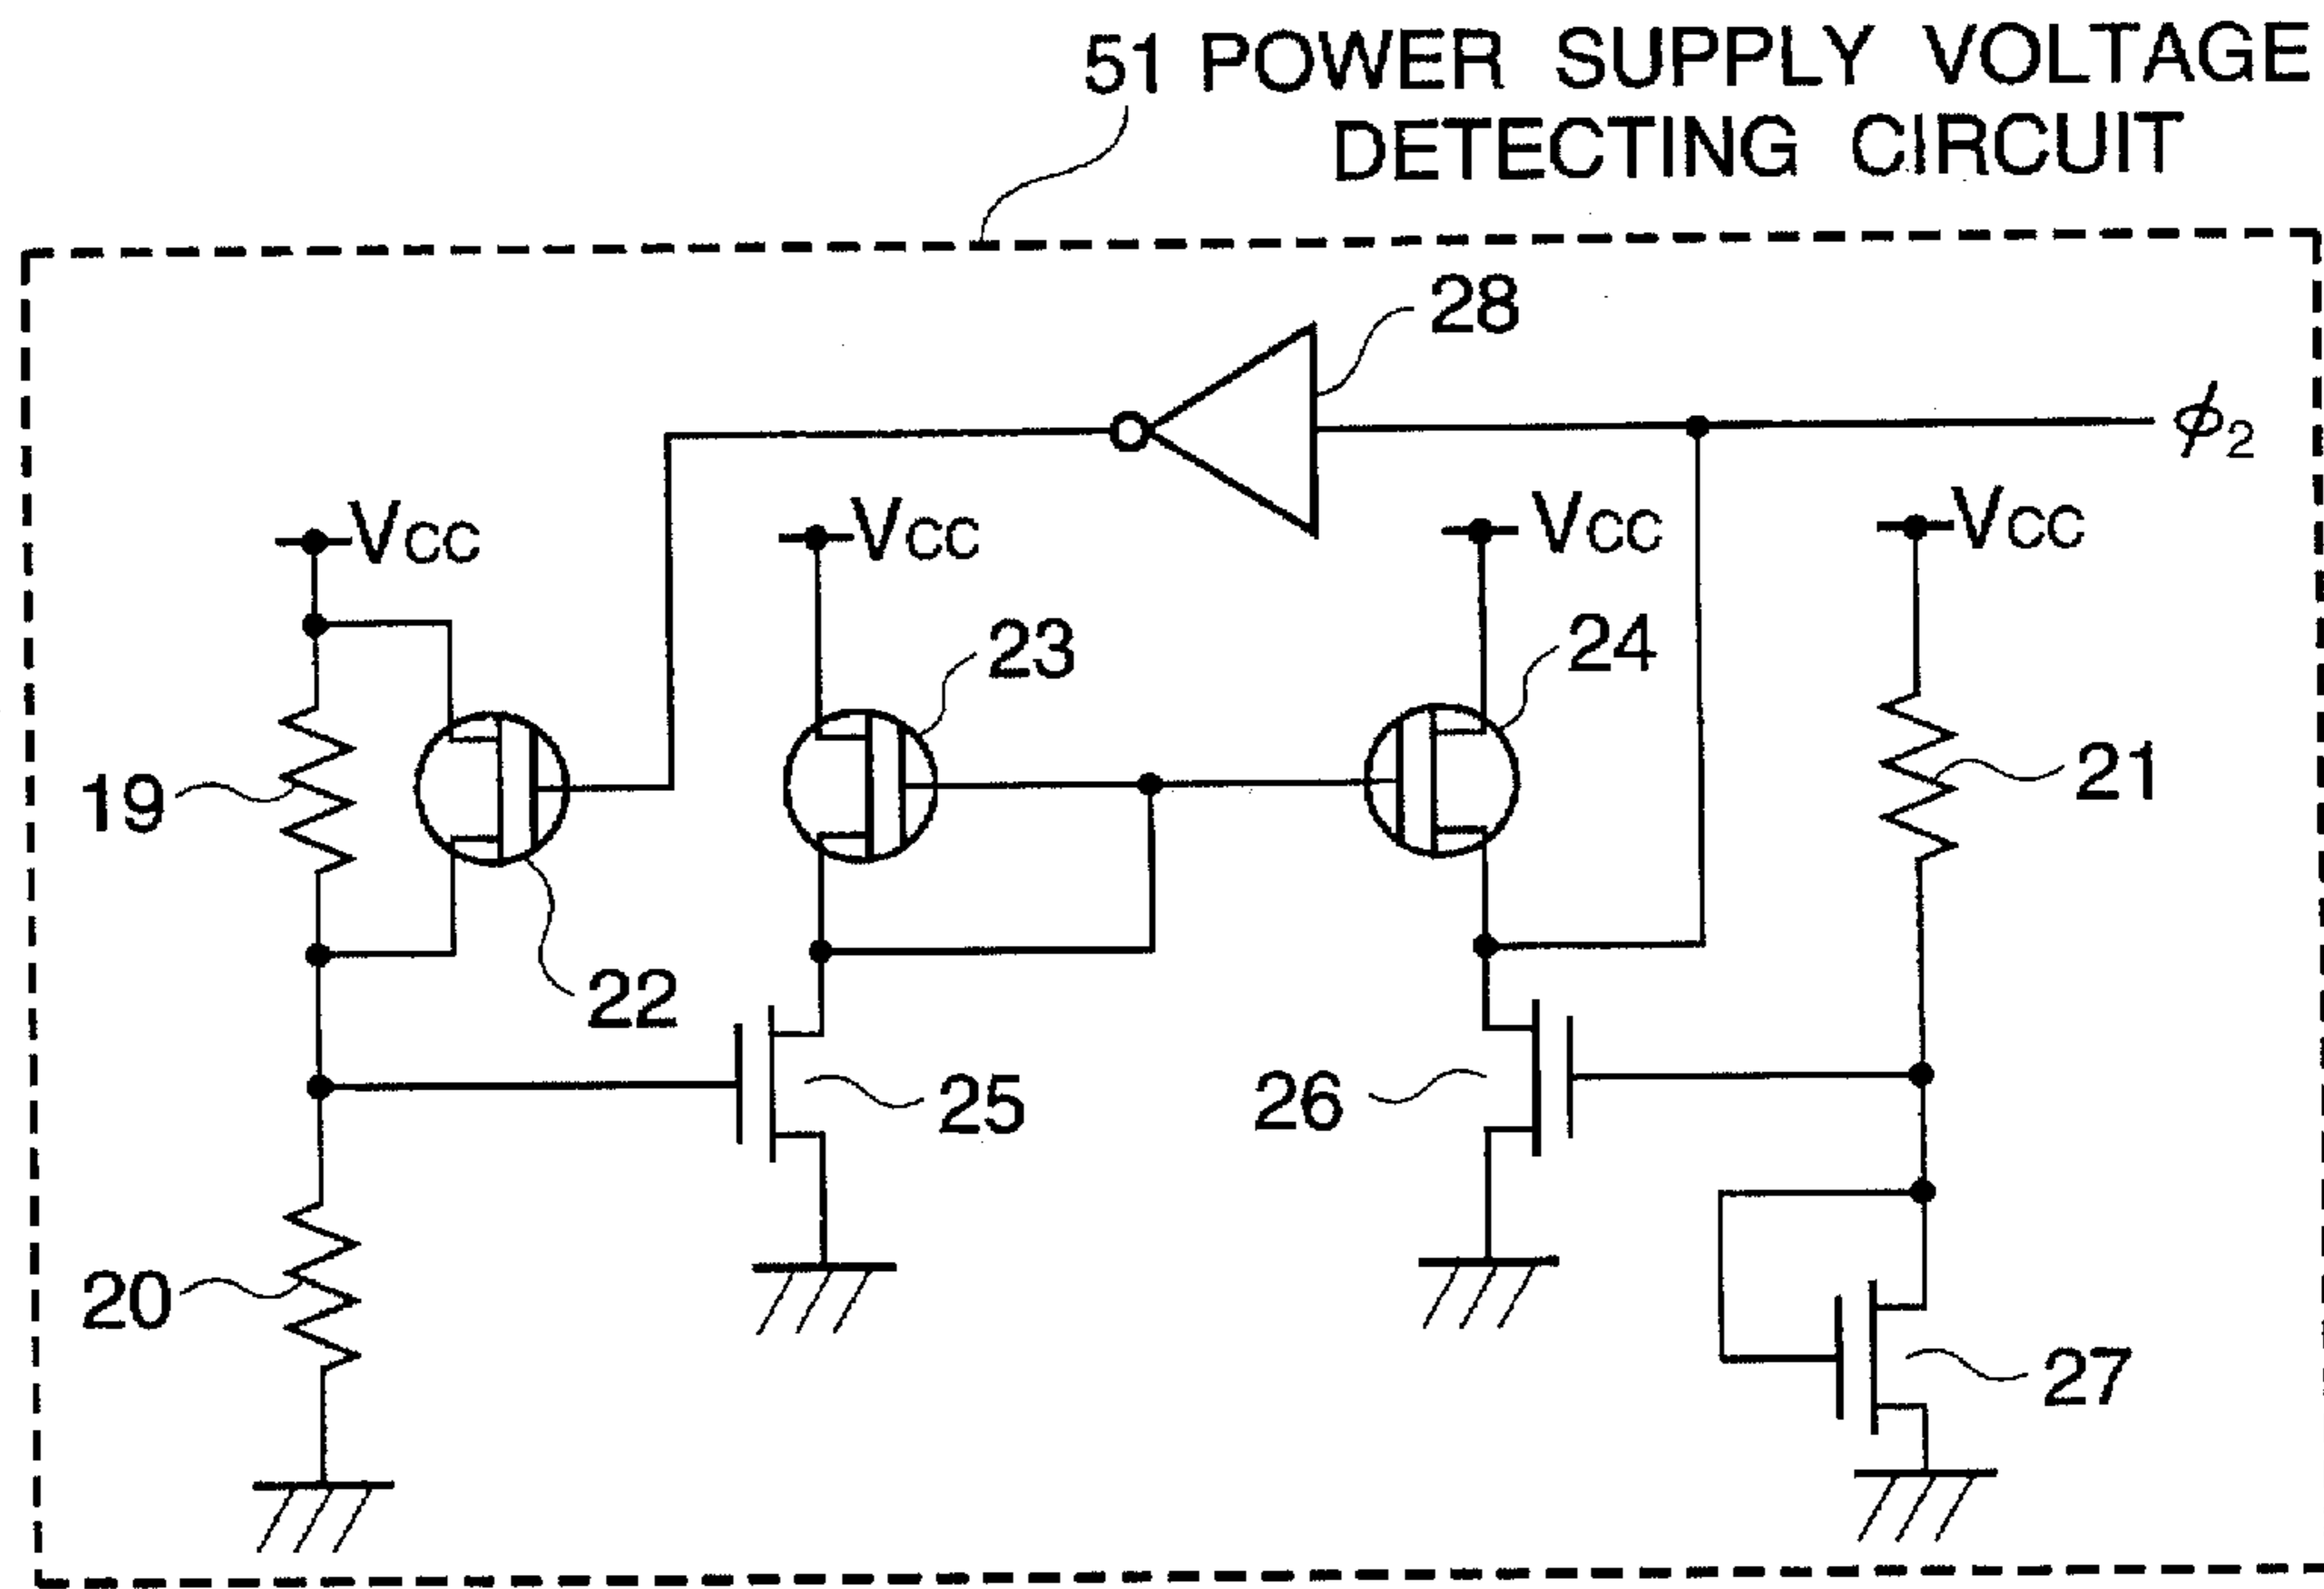 51 POWER SUPPLY VOLTAGE
DETECTING CIRCUIT
28
ϕ2
Vcc
Vcc
Vcc
Vcc
23
24
19
21
22
25
26
20
27